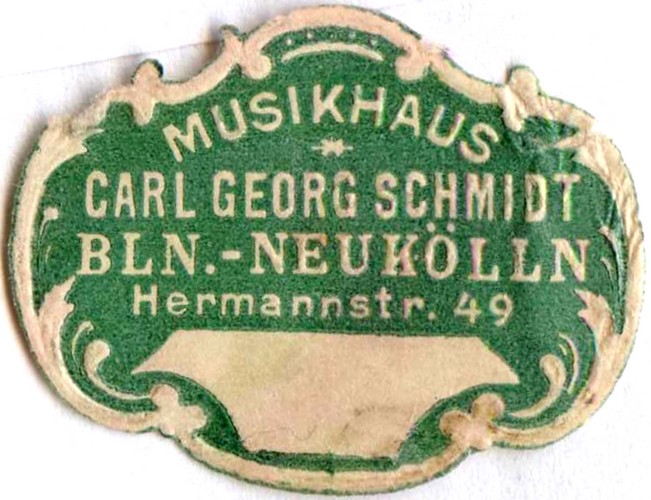 MUSIKHAUS
CARL GEORG SCHMIDT
BLN.-NEUKÖLLN
Hermannstr. 49